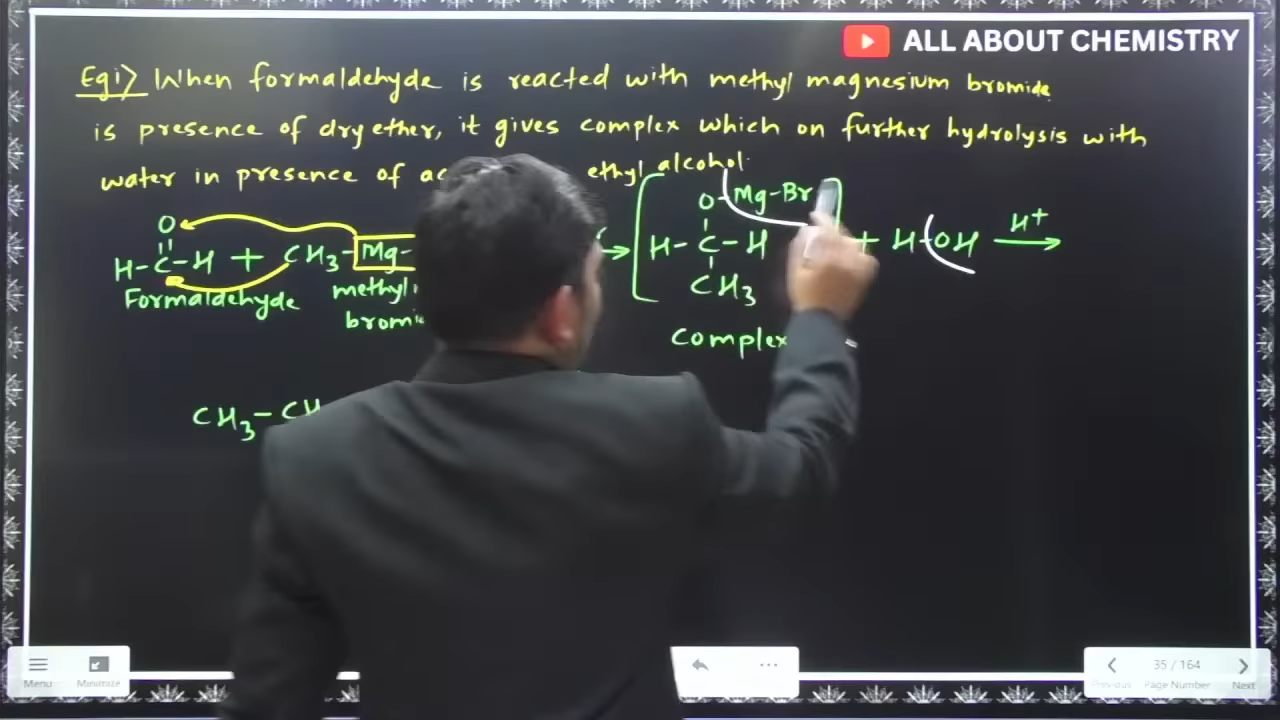 ALL ABOUT CHEMISTRY
Eg i> When formaldehyde is reacted with methyl magnesium bromide
is presence of dry ether, it gives complex which on further hydrolysis with
water in presence of ethyl alcohol.
O O-Mg-Br
H-C-H + CH3-Mg- → H-C-H + H-OH H+ →
CH3
Formaldehyde methyl
complex
CH3-CH
Menu Minimize 35 / 164 Previous Page Number Next